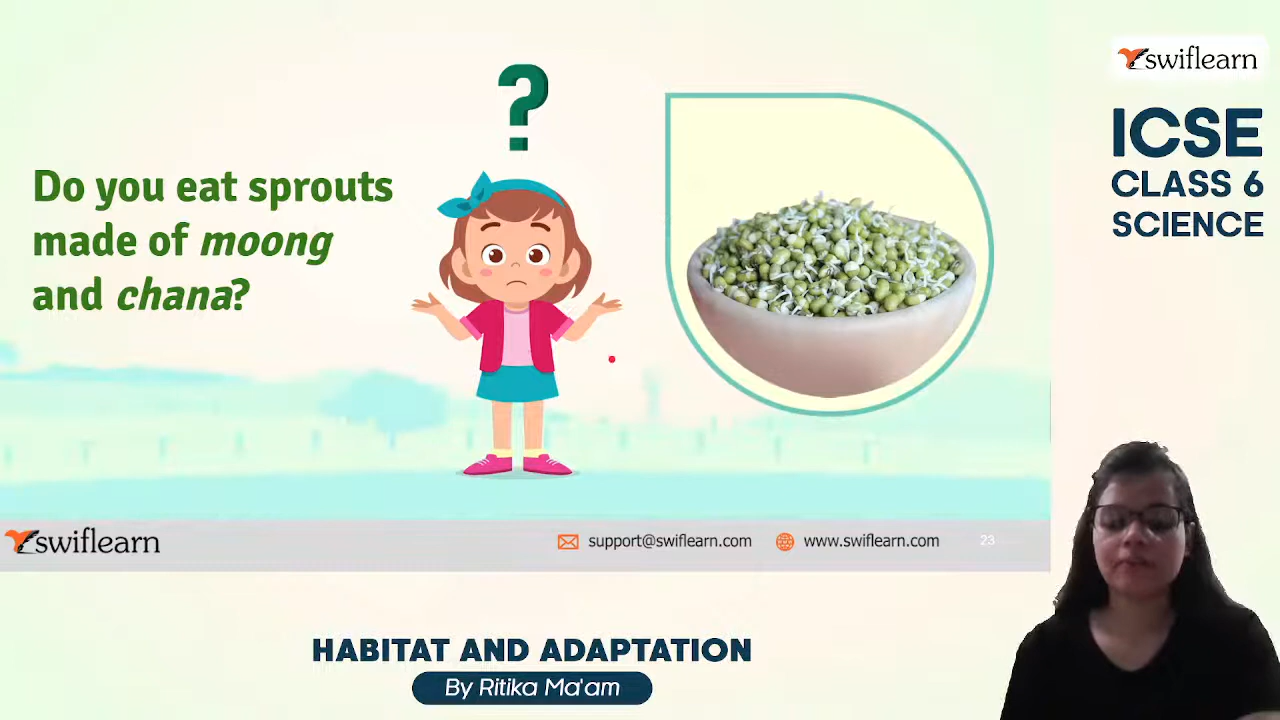 swiflearn
ICSE
CLASS 6
SCIENCE
?
Do you eat sprouts
made of moong
and chana?
swiflearn
support@swiflearn.com
www.swiflearn.com
23
HABITAT AND ADAPTATION
By Ritika Ma'am